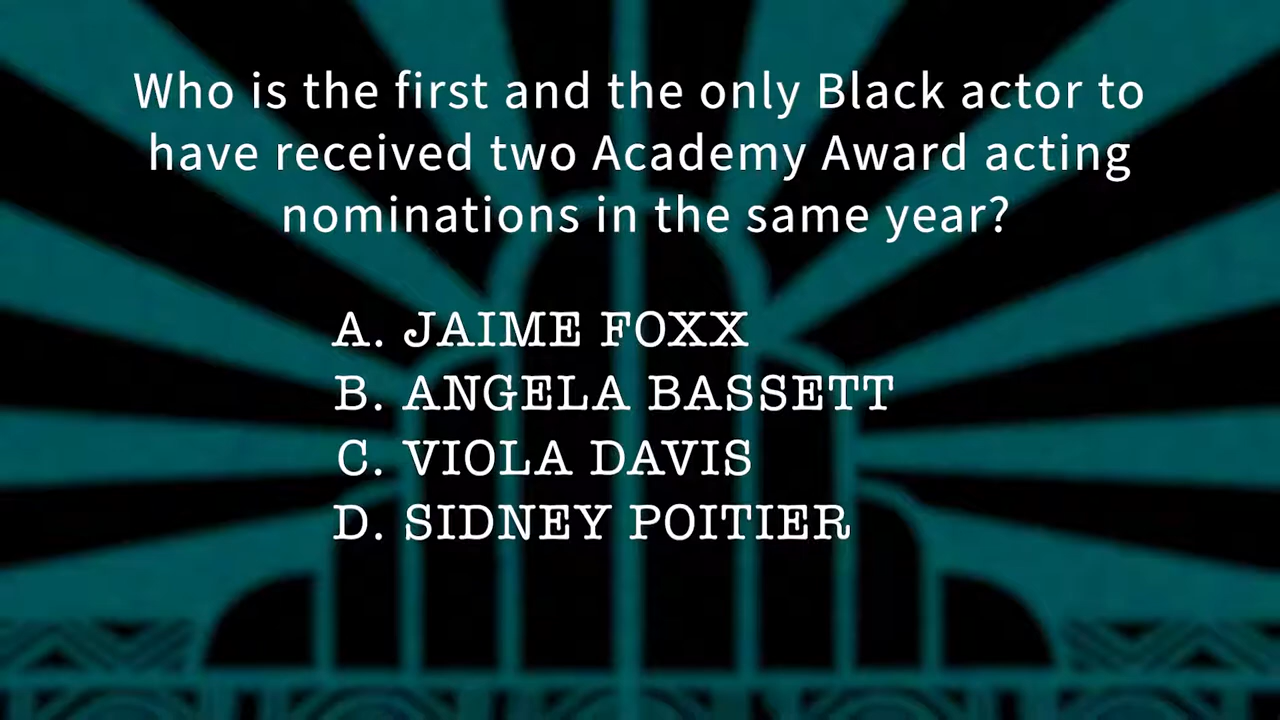 Who is the first and the only Black actor to
have received two Academy Award acting
nominations in the same year?
A. JAIME FOXX
B. ANGELA BASSETT
C. VIOLA DAVIS
D. SIDNEY POITIER